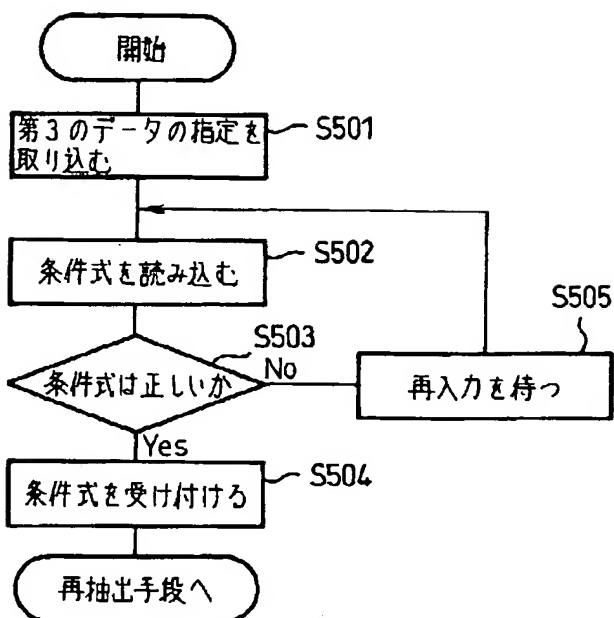 開始
第3のデータの指定を
取り込む
S501
条件式を読み込む
S502
S503
条件式は正しいか
No
S505
再入力を待つ
Yes
条件式を受け付ける
S504
再抽出手段へ